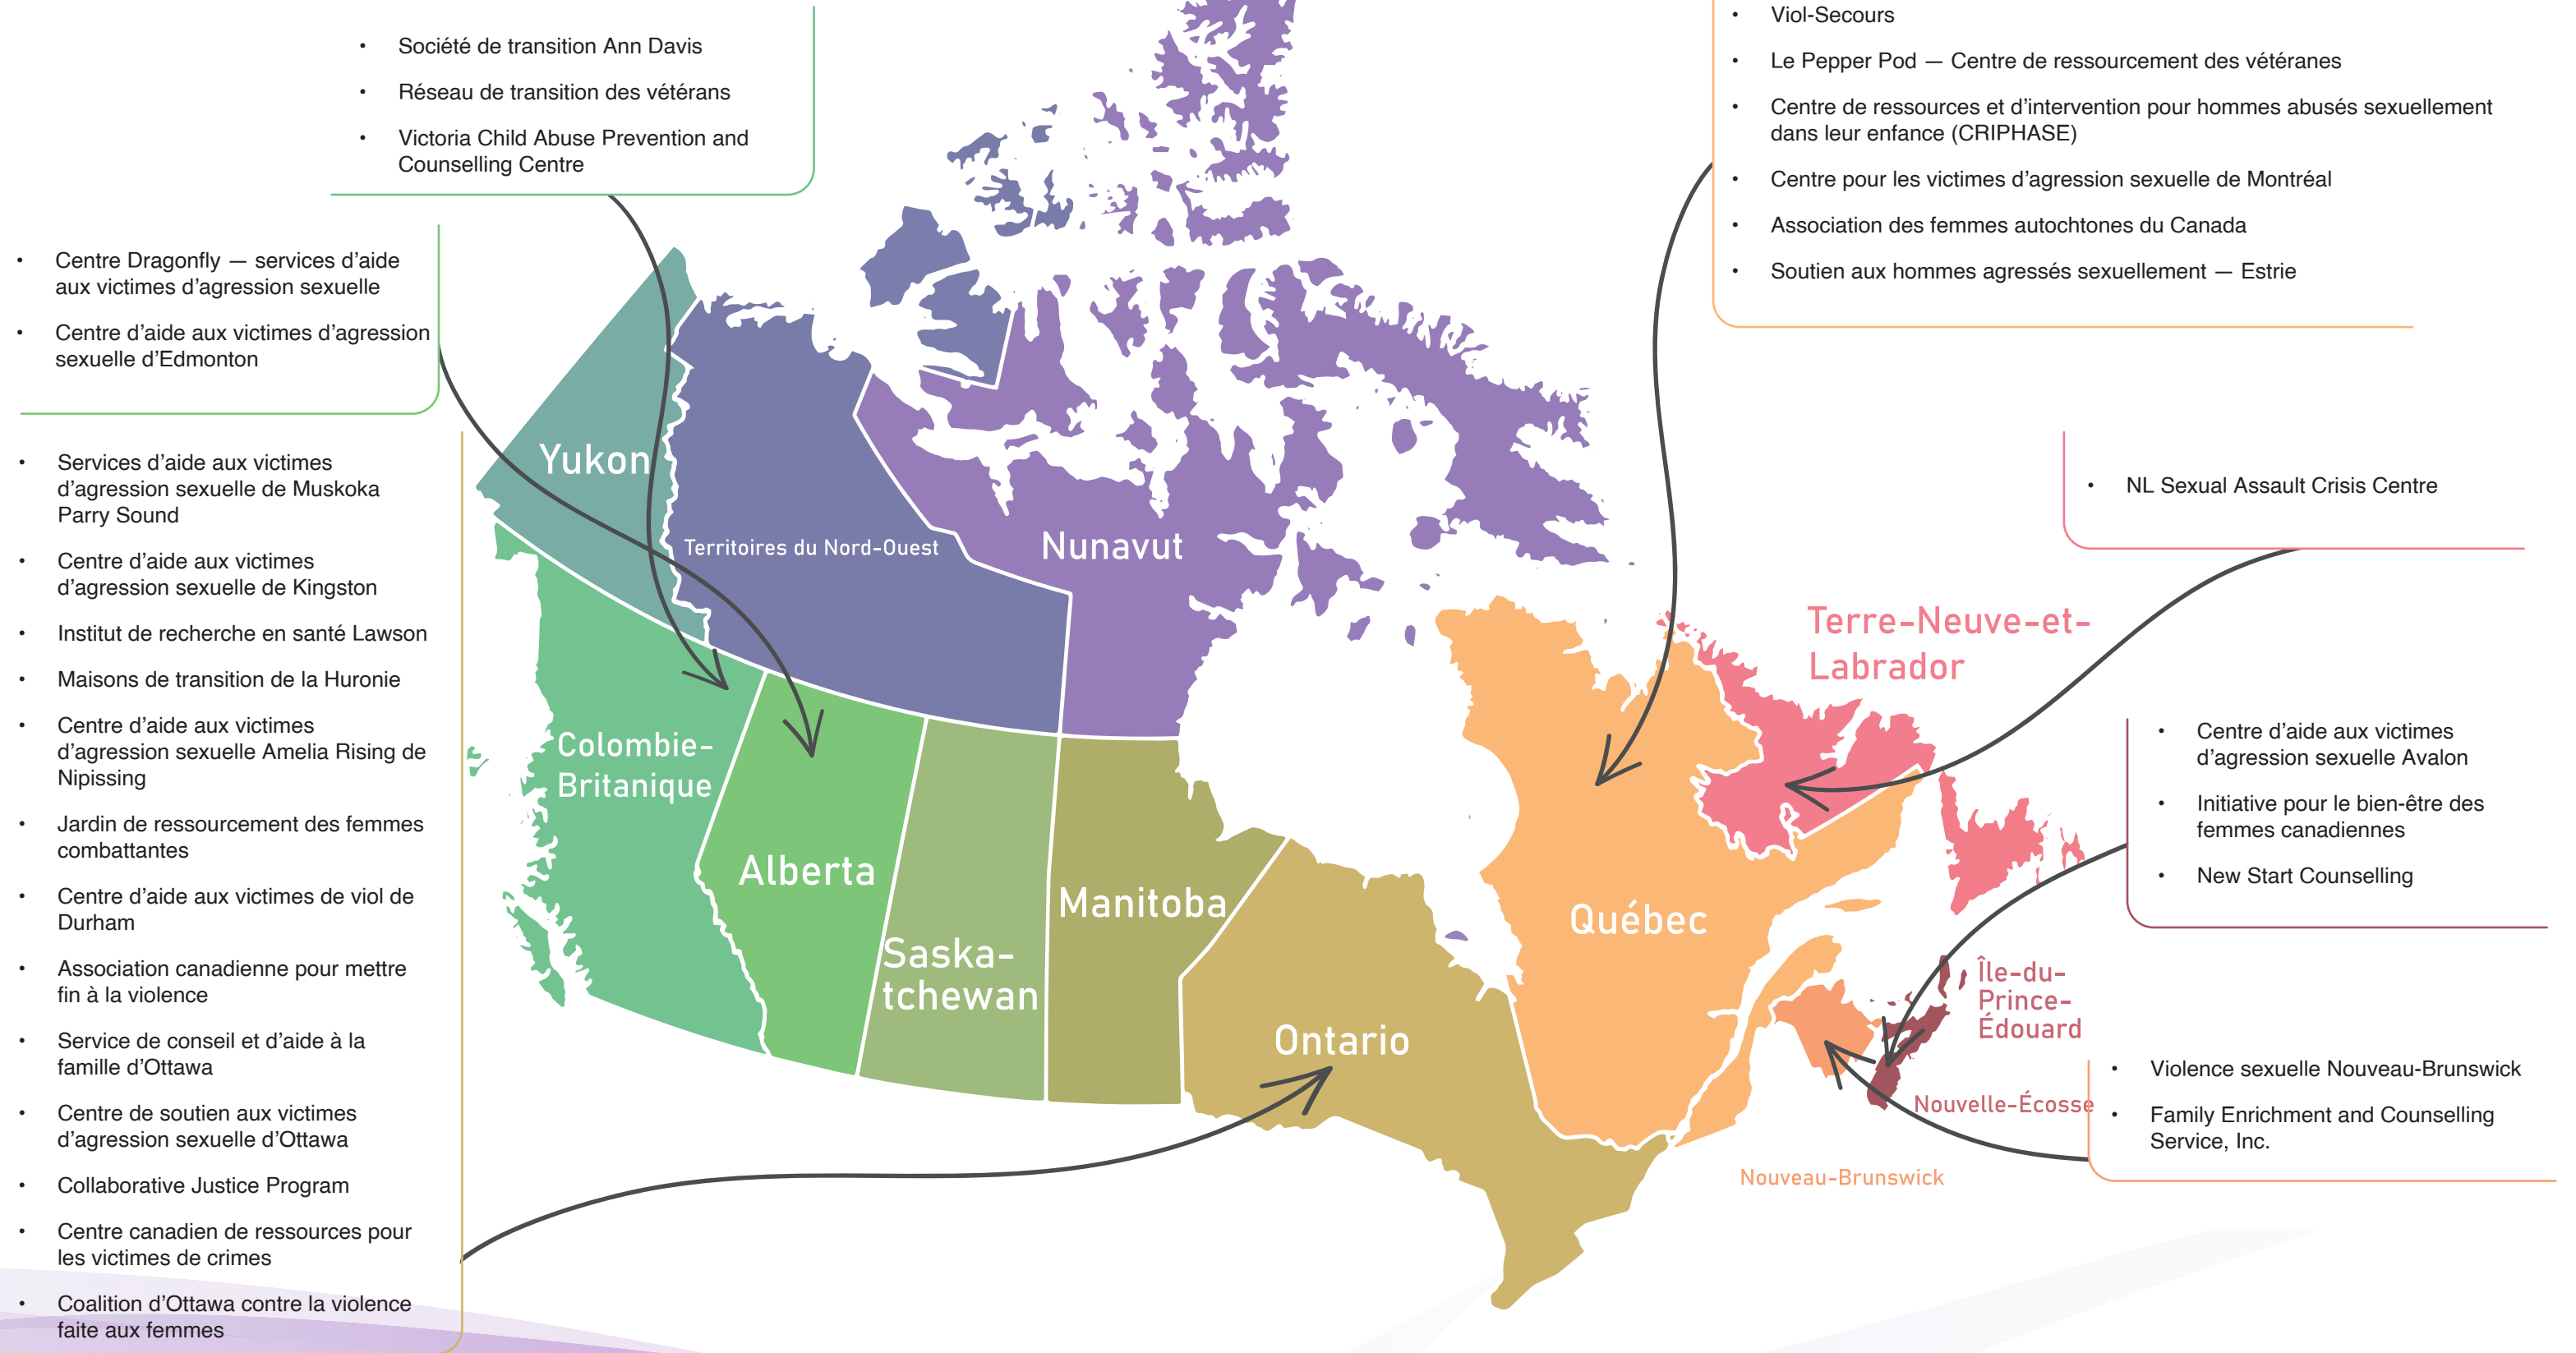 • Société de transition Ann Davis
• Réseau de transition des vétérans
• Victoria Child Abuse Prevention and
Counselling Centre
• Centre Dragonfly — services d’aide
aux victimes d’agression sexuelle
• Centre d’aide aux victimes d’agression
sexuelle d’Edmonton
• Services d’aide aux victimes
d’agression sexuelle de Muskoka
Parry Sound
• Centre d’aide aux victimes
d’agression sexuelle de Kingston
• Institut de recherche en santé Lawson
• Maisons de transition de la Huronie
• Centre d’aide aux victimes
d’agression sexuelle Amelia Rising de
Nipissing
• Jardin de ressourcement des femmes
combattantes
• Centre d’aide aux victimes de viol de
Durham
• Association canadienne pour mettre
fin à la violence
• Service de conseil et d’aide à la
famille d’Ottawa
• Centre de soutien aux victimes
d’agression sexuelle d’Ottawa
• Collaborative Justice Program
• Centre canadien de ressources pour
les victimes de crimes
• Coalition d’Ottawa contre la violence
faite aux femmes
Yukon
Territoires du Nord-Ouest
Nunavut
Colombie-
Britanique
Alberta
Saska-
tchewan
Manitoba
Ontario
Québec
Terre-Neuve-et-
Labrador
Île-du-
Prince-
Édouard
Nouvelle-Écosse
Nouveau-Brunswick
• Viol-Secours
• Le Pepper Pod — Centre de ressourcement des vétéranes
• Centre de ressources et d’intervention pour hommes abusés sexuellement
dans leur enfance (CRIPHASE)
• Centre pour les victimes d’agression sexuelle de Montréal
• Association des femmes autochtones du Canada
• Soutien aux hommes agressés sexuellement — Estrie
• NL Sexual Assault Crisis Centre
• Centre d’aide aux victimes
d’agression sexuelle Avalon
• Initiative pour le bien-être des
femmes canadiennes
• New Start Counselling
• Violence sexuelle Nouveau-Brunswick
• Family Enrichment and Counselling
Service, Inc.